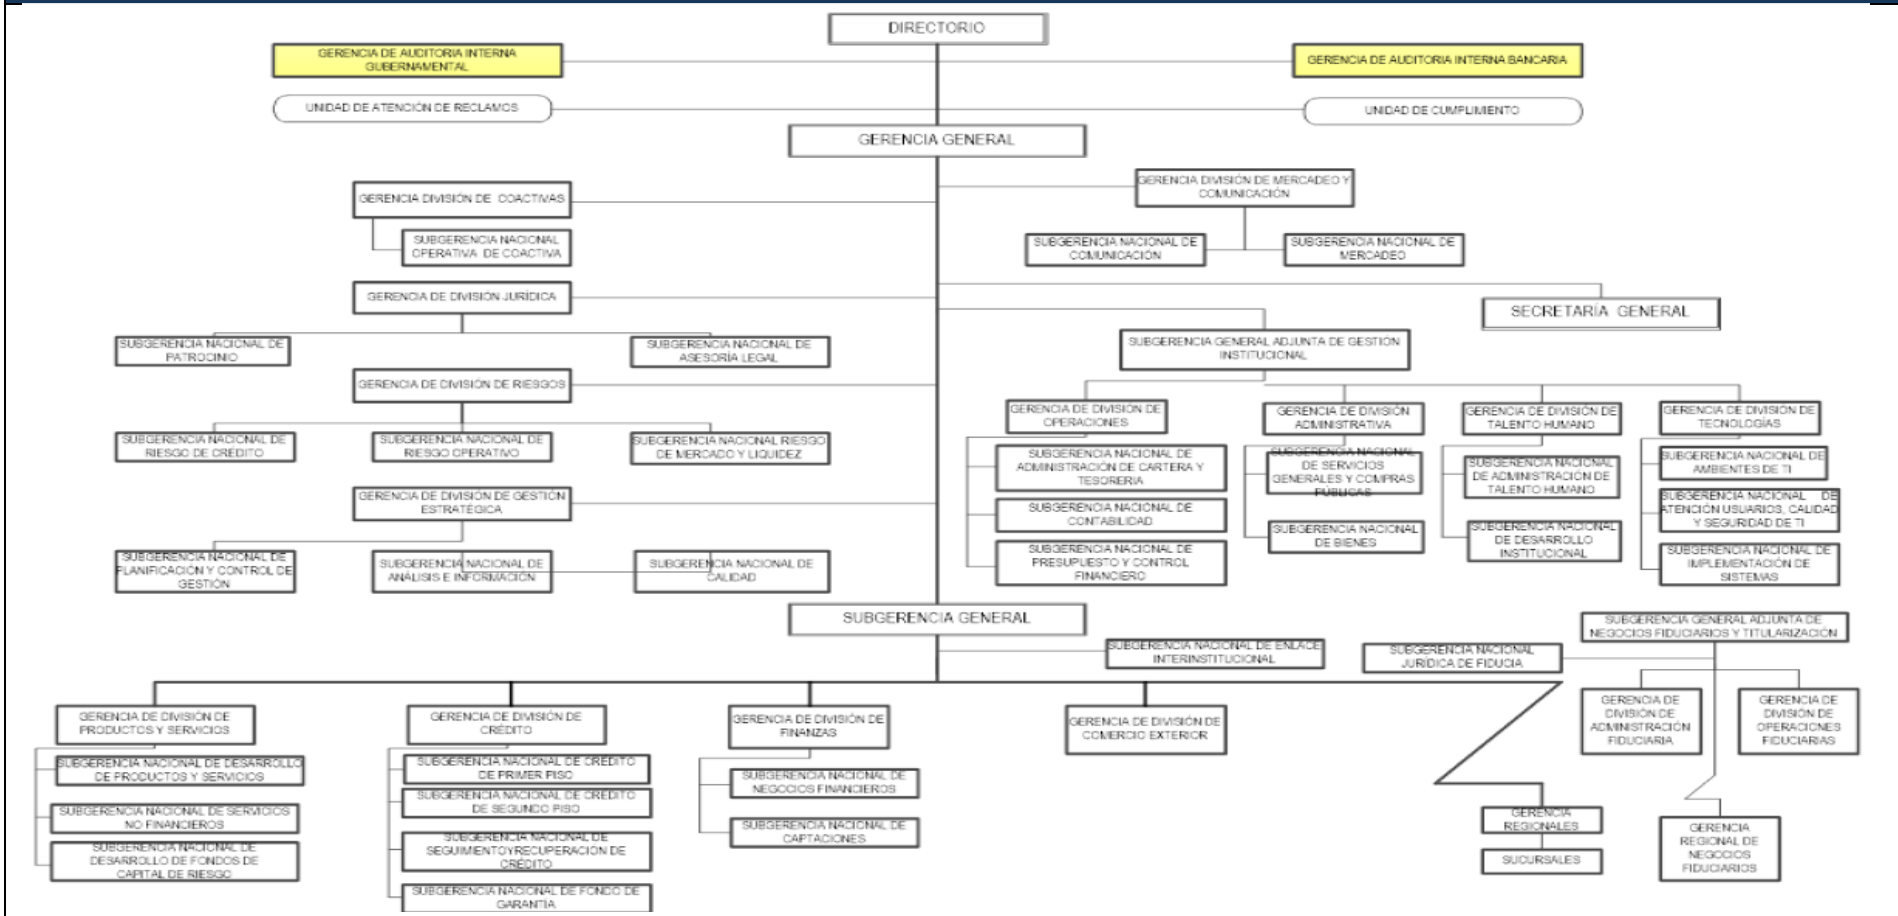 DIRECTORIO
GERENCIA DE AUDITORIA INTERNA
GUBERNAMENTAL
GERENCIA DE AUDITORIA INTERNA BANCARIA
UNIDAD DE ATENCIÓN DE RECLAMOS
UNIDAD DE CUMPLIMIENTO
GERENCIA GENERAL
GERENCIA DIVISIÓN DE COACTIVAS
SUBGERENCIA NACIONAL
OPERATIVA DE COACTIVA
GERENCIA DIVISIÓN DE MERCADEO Y
COMUNICACIÓN
SUBGERENCIA NACIONAL DE
COMUNICACIÓN
SUBGERENCIA NACIONAL DE
MERCADEO
GERENCIA DE DIVISIÓN JURÍDICA
SUBGERENCIA NACIONAL DE
PATROCINIO
SUBGERENCIA NACIONAL DE
ASESORÍA LEGAL
SECRETARÍA GENERAL
SUBGERENCIA GENERAL ADJUNTA DE GESTIÓN
INSTITUCIONAL
GERENCIA DE DIVISIÓN DE RIESGOS
SUBGERENCIA NACIONAL DE
RIESGO DE CRÉDITO
SUBGERENCIA NACIONAL DE
RIESGO OPERATIVO
SUBGERENCIA NACIONAL RIESGO
DE MERCADO Y LIQUIDEZ
GERENCIA DE DIVISIÓN DE GESTIÓN
ESTRATÉGICA
SUBGERENCIA NACIONAL DE
PLANIFICACIÓN Y CONTROL DE
GESTIÓN
SUBGERENCIA NACIONAL DE
ANÁLISIS E INFORMACIÓN
SUBGERENCIA NACIONAL DE
CALIDAD
GERENCIA DE DIVISIÓN DE
OPERACIONES
SUBGERENCIA NACIONAL DE
ADMINISTRACIÓN DE CARTERA Y
TESORERIA
SUBGERENCIA NACIONAL DE
CONTABILIDAD
SUBGERENCIA NACIONAL DE
PRESUPUESTO Y CONTROL
FINANCIERO
GERENCIA DE DIVISIÓN
ADMINISTRATIVA
SUBGERENCIA NACIONAL
DE SERVICIOS
GENERALES Y COMPRAS
PÚBLICAS
SUBGERENCIA NACIONAL
DE BIENES
GERENCIA DE DIVISIÓN DE
TALENTO HUMANO
SUBGERENCIA NACIONAL
DE ADMINISTRACIÓN DE
TALENTO HUMANO
SUBGERENCIA NACIONAL
DE DESARROLLO
INSTITUCIONAL
GERENCIA DE DIVISIÓN DE
TECNOLOGÍAS
SUBGERENCIA NACIONAL DE
AMBIENTES DE TI
SUBGERENCIA NACIONAL DE
ATENCIÓN USUARIOS, CALIDAD
Y SEGURIDAD DE TI
SUBGERENCIA NACIONAL DE
IMPLEMENTACIÓN DE
SISTEMAS
SUBGERENCIA GENERAL
SUBGERENCIA NACIONAL DE ENLACE
INTERINSTITUCIONAL
SUBGERENCIA GENERAL ADJUNTA DE
NEGOCIOS FIDUCIARIOS Y TITULARIZACIÓN
SUBGERENCIA NACIONAL
JURÍDICA DE FIDUCIA
GERENCIA DE
DIVISIÓN DE
ADMINISTRACIÓN
FIDUCIARIA
GERENCIA DE
DIVISIÓN DE
OPERACIONES
FIDUCIARIAS
GERENCIA DE DIVISIÓN DE
PRODUCTOS Y SERVICIOS
SUBGERENCIA NACIONAL DE DESARROLLO
DE PRODUCTOS Y SERVICIOS
SUBGERENCIA NACIONAL DE SERVICIOS
NO FINANCIEROS
SUBGERENCIA NACIONAL DE
DESARROLLO DE FONDOS DE
CAPITAL DE RIESGO
GERENCIA DE DIVISIÓN DE
CRÉDITO
SUBGERENCIA NACIONAL DE CRÉDITO
DE PRIMER PISO
SUBGERENCIA NACIONAL DE CRÉDITO
DE SEGUNDO PISO
SUBGERENCIA NACIONAL DE
SEGUIMIENTOYRECUPERACIÓN DE
CRÉDITO
SUBGERENCIA NACIONAL DE FONDO DE
GARANTÍA
GERENCIA DE DIVISIÓN DE
FINANZAS
SUBGERENCIA NACIONAL DE
NEGOCIOS FINANCIEROS
SUBGERENCIA NACIONAL DE
CAPTACIONES
GERENCIA DE DIVISIÓN DE
COMERCIO EXTERIOR
GERENCIA
REGIONALES
SUCURSALES
GERENCIA
REGIONAL DE
NEGOCIOS
FIDUCIARIOS